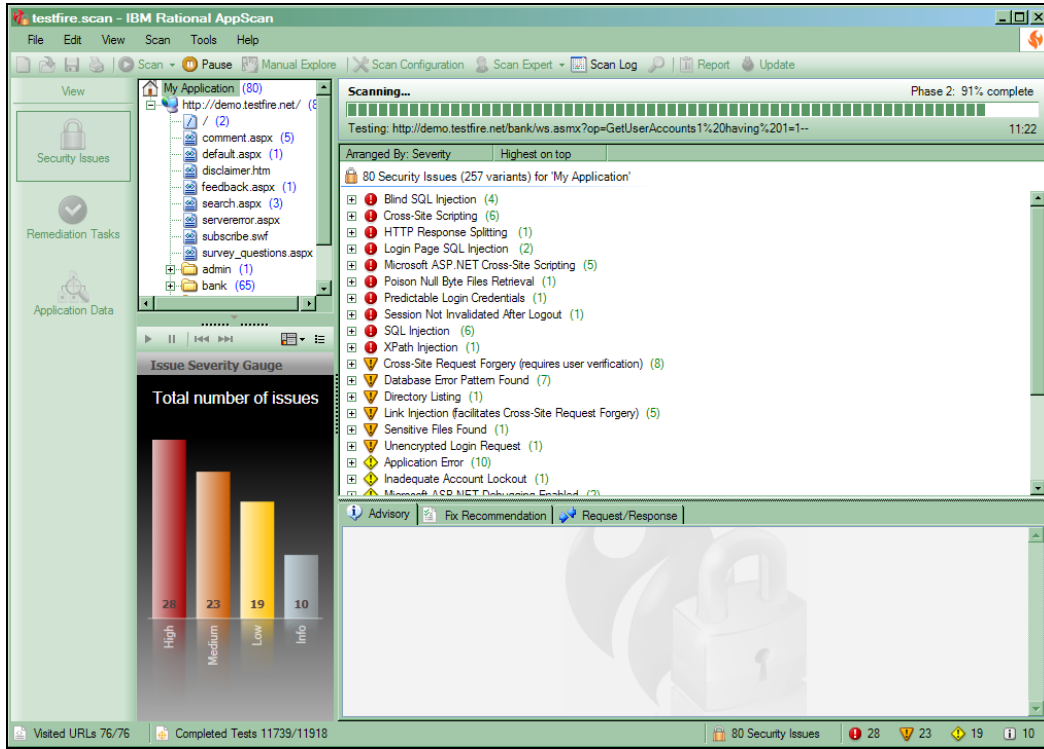 testfire.scan - IBM Rational AppScan
File Edit View Scan Tools Help
Scan Pause Manual Explore Scan Configuration Scan Expert Scan Log Report Update
View
Security Issues
Remediation Tasks
Application Data
My Application (80)
http://demo.testfire.net/ (8
/ (2)
comment.aspx (5)
default.aspx (1)
disclaimer.htm
feedback.aspx (1)
search.aspx (3)
servererror.aspx
subscribe.swf
survey_questions.aspx
admin (1)
bank (65)
Issue Severity Gauge
Total number of issues
28 23 19 10
High Medium Low Info
Scanning... Phase 2: 91% complete
Testing: http://demo.testfire.net/bank/ws.asmx?op=GetUserAccounts1%20having%201=1-- 11:22
Arranged By: Severity Highest on top
80 Security Issues (257 variants) for 'My Application'
Blind SQL Injection (4)
Cross-Site Scripting (6)
HTTP Response Splitting (1)
Login Page SQL Injection (2)
Microsoft ASP.NET Cross-Site Scripting (5)
Poison Null Byte Files Retrieval (1)
Predictable Login Credentials (1)
Session Not Invalidated After Logout (1)
SQL Injection (6)
XPath Injection (1)
Cross-Site Request Forgery (requires user verification) (8)
Database Error Pattern Found (7)
Directory Listing (1)
Link Injection (facilitates Cross-Site Request Forgery) (5)
Sensitive Files Found (1)
Unencrypted Login Request (1)
Application Error (10)
Inadequate Account Lockout (1)
Microsoft ASP.NET Debugging Enabled (2)
Advisory Fix Recommendation Request/Response
Visited URLs 76/76 Completed Tests 11739/11918 80 Security Issues 28 23 19 10